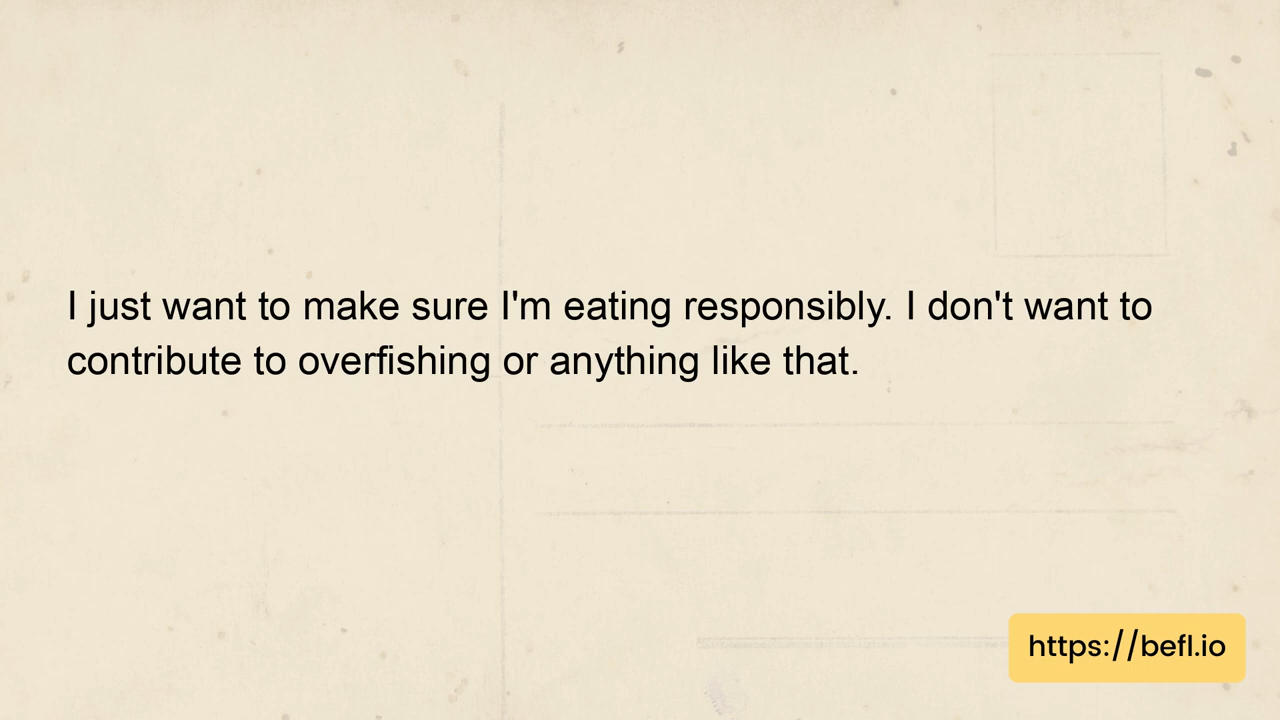 I just want to make sure I'm eating responsibly. I don't want to
contribute to overfishing or anything like that.
https://befl.io